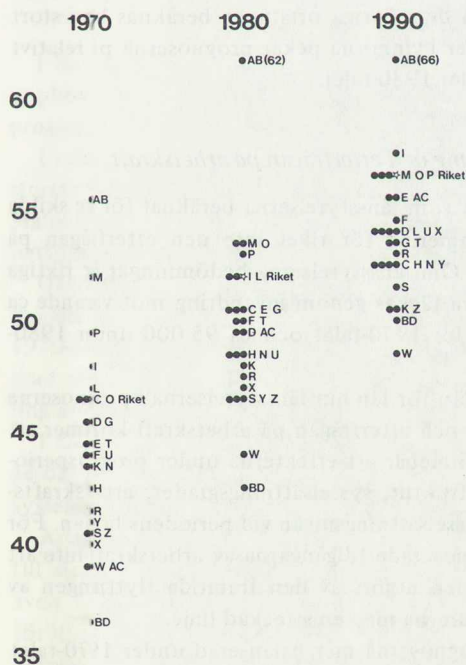 1970 1980 1990
AB (62) AB (66)
60
I
M O P Riket
55 AB E AC
F
D L U X
M O G T
P R
M I L Riket C H N Y
S
C E G K Z
50 F T BD
P D AC
H N U W
I K
R
L X
C O Riket S Y Z
D G
45
E T
F U W
K N
H BD
R
Y
S Z
40 X
W AC
BD
35